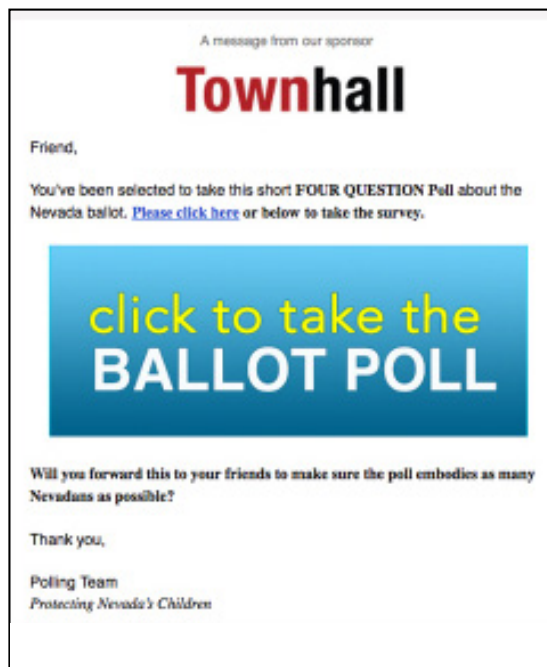 A message from our sponsor
Townhall
Friend,
You've been selected to take this short FOUR QUESTION Poll about the
Nevada ballot. Please click here or below to take the survey.
click to take the
BALLOT POLL
Will you forward this to your friends to make sure the poll embodies as many
Nevadans as possible?
Thank you,
Polling Team
Protecting Nevada's Children